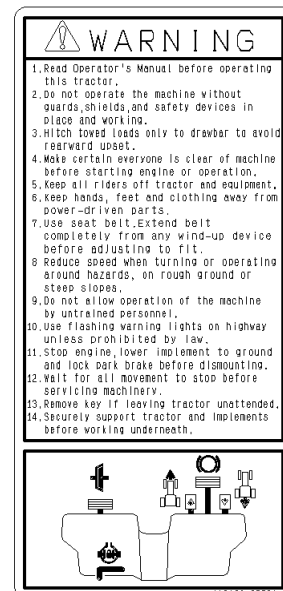 WARNING
1.Read Operator's Manual before operating
this tractor.
2.Do not operate the machine without
guards,shields,and safety devices in
place and working.
3.Hitch towed loads only to drawbar to avoid
rearward upset.
4.Make certain everyone is clear of machine
before starting engine or operation.
5.Keep all riders off tractor and equipment.
6.Keep hands, feet and clothing away from
power-driven parts.
7.Use seat belt.Extend belt
completely from any wind-up device
before adjusting to fit.
8 Reduce speed when turning or operating
around hazards, on rough ground or
steep slopes.
9.Do not allow operation of the machine
by untrained personnel.
10.Use flashing warning lights on highway
unless prohibited by law.
11.Stop engine,lower implement to ground
and lock park brake before dismounting.
12.Wait for all movement to stop before
servicing machinery.
13.Remove key if leaving tractor unattended.
14.Securely support tractor and implements
before working underneath.